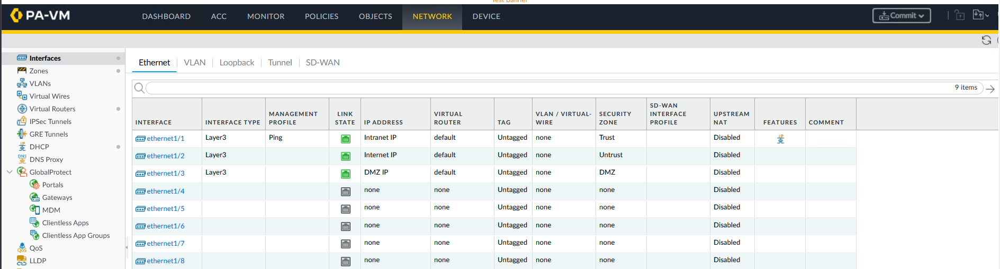 Test Banner
PA-VM
DASHBOARD ACC MONITOR POLICIES OBJECTS NETWORK DEVICE Commit
Interfaces
Zones
VLANs
Virtual Wires
Virtual Routers
IPSec Tunnels
GRE Tunnels
DHCP
DNS Proxy
GlobalProtect
Portals
Gateways
MDM
Clientless Apps
Clientless App Groups
QoS
LLDP
Ethernet VLAN Loopback Tunnel SD-WAN
9 items
INTERFACE INTERFACE TYPE MANAGEMENT PROFILE LINK STATE IP ADDRESS VIRTUAL ROUTER TAG VLAN / VIRTUAL-WIRE SECURITY ZONE SD-WAN INTERFACE PROFILE UPSTREAM NAT FEATURES COMMENT
ethernet1/1 Layer3 Ping Intranet IP default Untagged none Trust Disabled
ethernet1/2 Layer3 Internet IP default Untagged none Untrust Disabled
ethernet1/3 Layer3 DMZ IP default Untagged none DMZ Disabled
ethernet1/4 none none Untagged none none Disabled
ethernet1/5 none none Untagged none none Disabled
ethernet1/6 none none Untagged none none Disabled
ethernet1/7 none none Untagged none none Disabled
ethernet1/8 none none Untagged none none Disabled